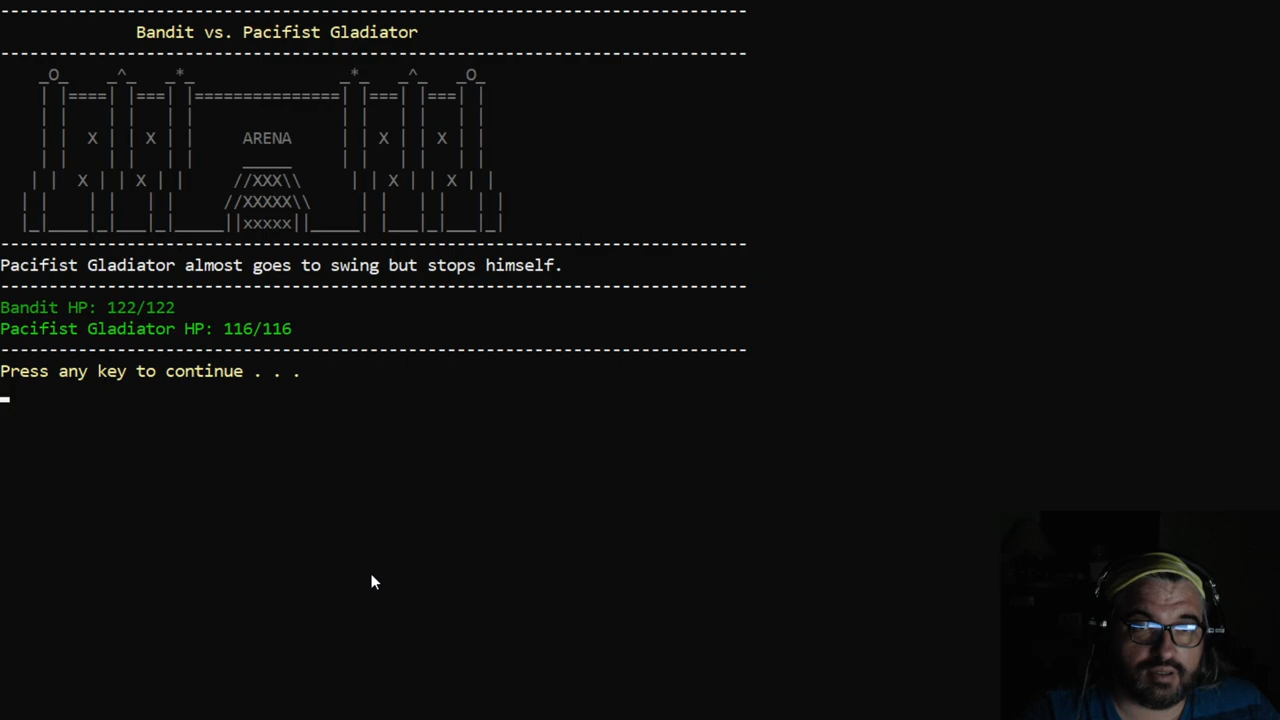 Bandit vs. Pacifist Gladiator
ARENA
Pacifist Gladiator almost goes to swing but stops himself.
Bandit HP: 122/122
Pacifist Gladiator HP: 116/116
Press any key to continue . . .